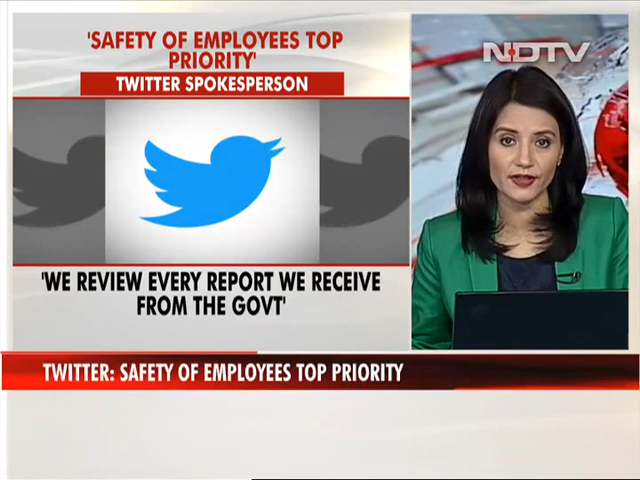 'SAFETY OF EMPLOYEES TOP
PRIORITY'
TWITTER SPOKESPERSON
NDTV
'WE REVIEW EVERY REPORT WE RECEIVE
FROM THE GOVT'
TWITTER: SAFETY OF EMPLOYEES TOP PRIORITY